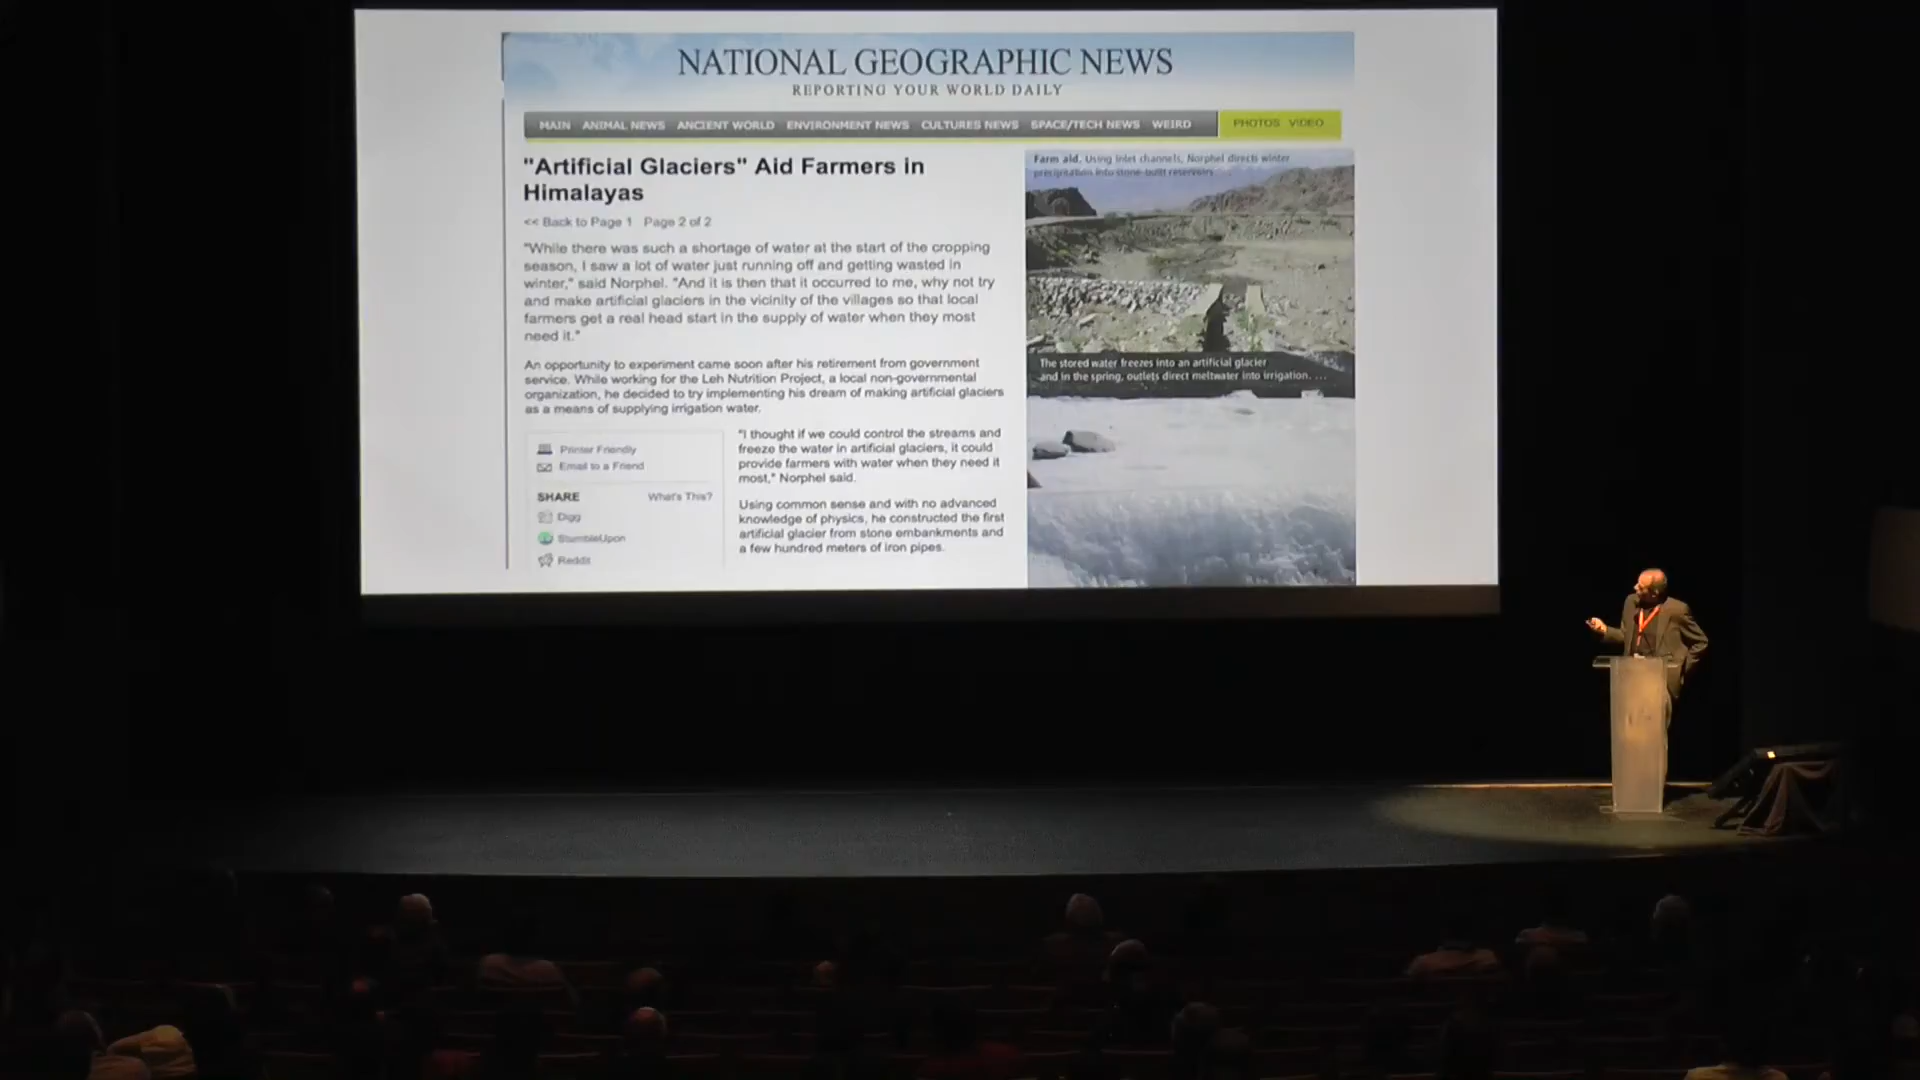 NATIONAL GEOGRAPHIC NEWS
REPORTING YOUR WORLD DAILY
MAIN ANIMAL NEWS ANCIENT WORLD ENVIRONMENT NEWS CULTURES NEWS SPACE/TECH NEWS WEIRD PHOTOS VIDEO
"Artificial Glaciers" Aid Farmers in
Himalayas
<< Back to Page 1 Page 2 of 2
"While there was such a shortage of water at the start of the cropping
season, I saw a lot of water just running off and getting wasted in
winter," said Norphel. "And it is then that it occurred to me, why not try
and make artificial glaciers in the vicinity of the villages so that local
farmers get a real head start in the supply of water when they most
need it."
An opportunity to experiment came soon after his retirement from government
service. While working for the Leh Nutrition Project, a local non-governmental
organization, he decided to try implementing his dream of making artificial glaciers
as a means of supplying irrigation water.
Printer Friendly
Email to a Friend
SHARE What's This?
Digg
StumbleUpon
Reddit
"I thought if we could control the streams and
freeze the water in artificial glaciers, it could
provide farmers with water when they need it
most," Norphel said.
Using common sense and with no advanced
knowledge of physics, he constructed the first
artificial glacier from stone embankments and
a few hundred meters of iron pipes.
Farm aid. Using inlet channels, Norphel directs winter
precipitation into stone-built reservoirs.
The stored water freezes into an artificial glacier
and in the spring, outlets direct meltwater into irrigation. ...